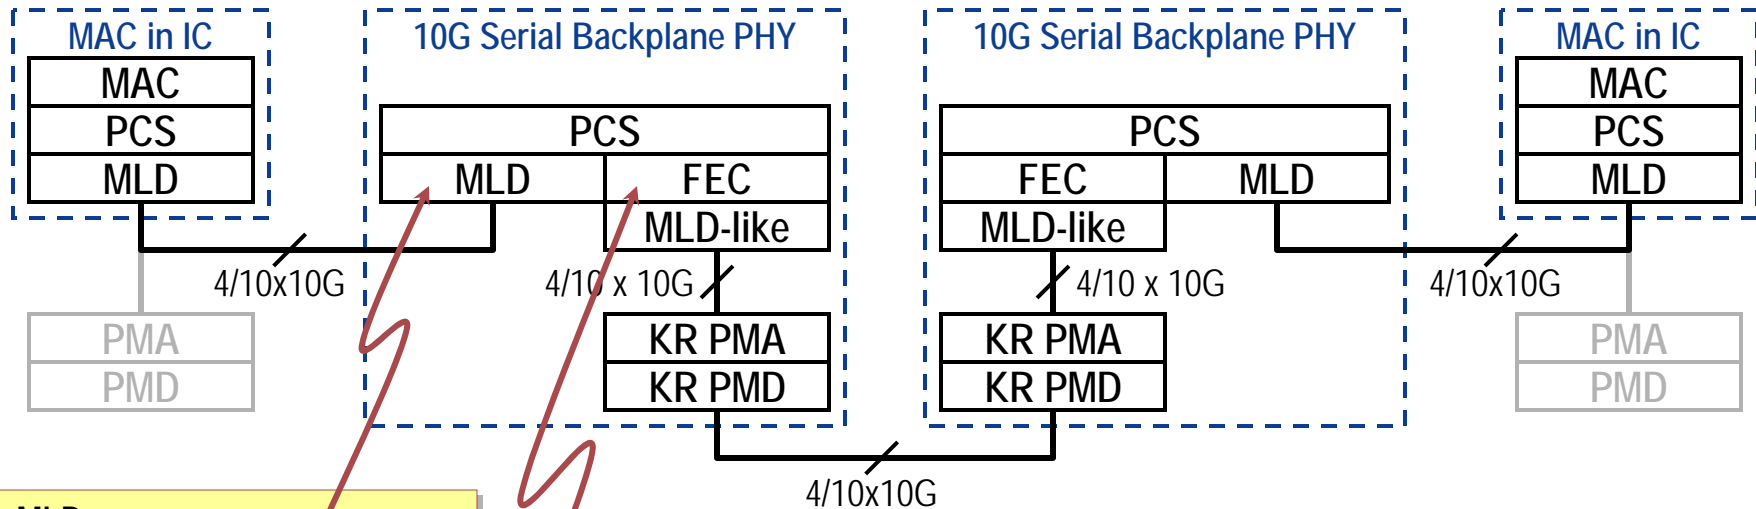 MAC in IC
MAC
PCS
MLD
4/10x10G
PMA
PMD
10G Serial Backplane PHY
PCS
MLD
FEC
MLD-like
4/10 x 10G
KR PMA
KR PMD
4/10x10G
10G Serial Backplane PHY
PCS
FEC
MLD
MLD-like
4/10 x 10G
KR PMA
KR PMD
MAC in IC
MAC
PCS
MLD
4/10x10G
PMA
PMD